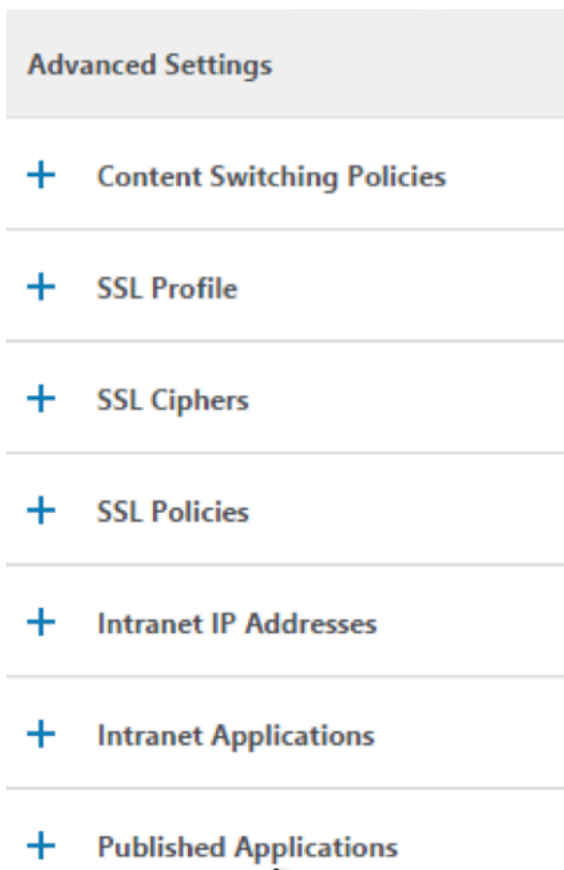 Advanced Settings
+ Content Switching Policies
+ SSL Profile
+ SSL Ciphers
+ SSL Policies
+ Intranet IP Addresses
+ Intranet Applications
+ Published Applications